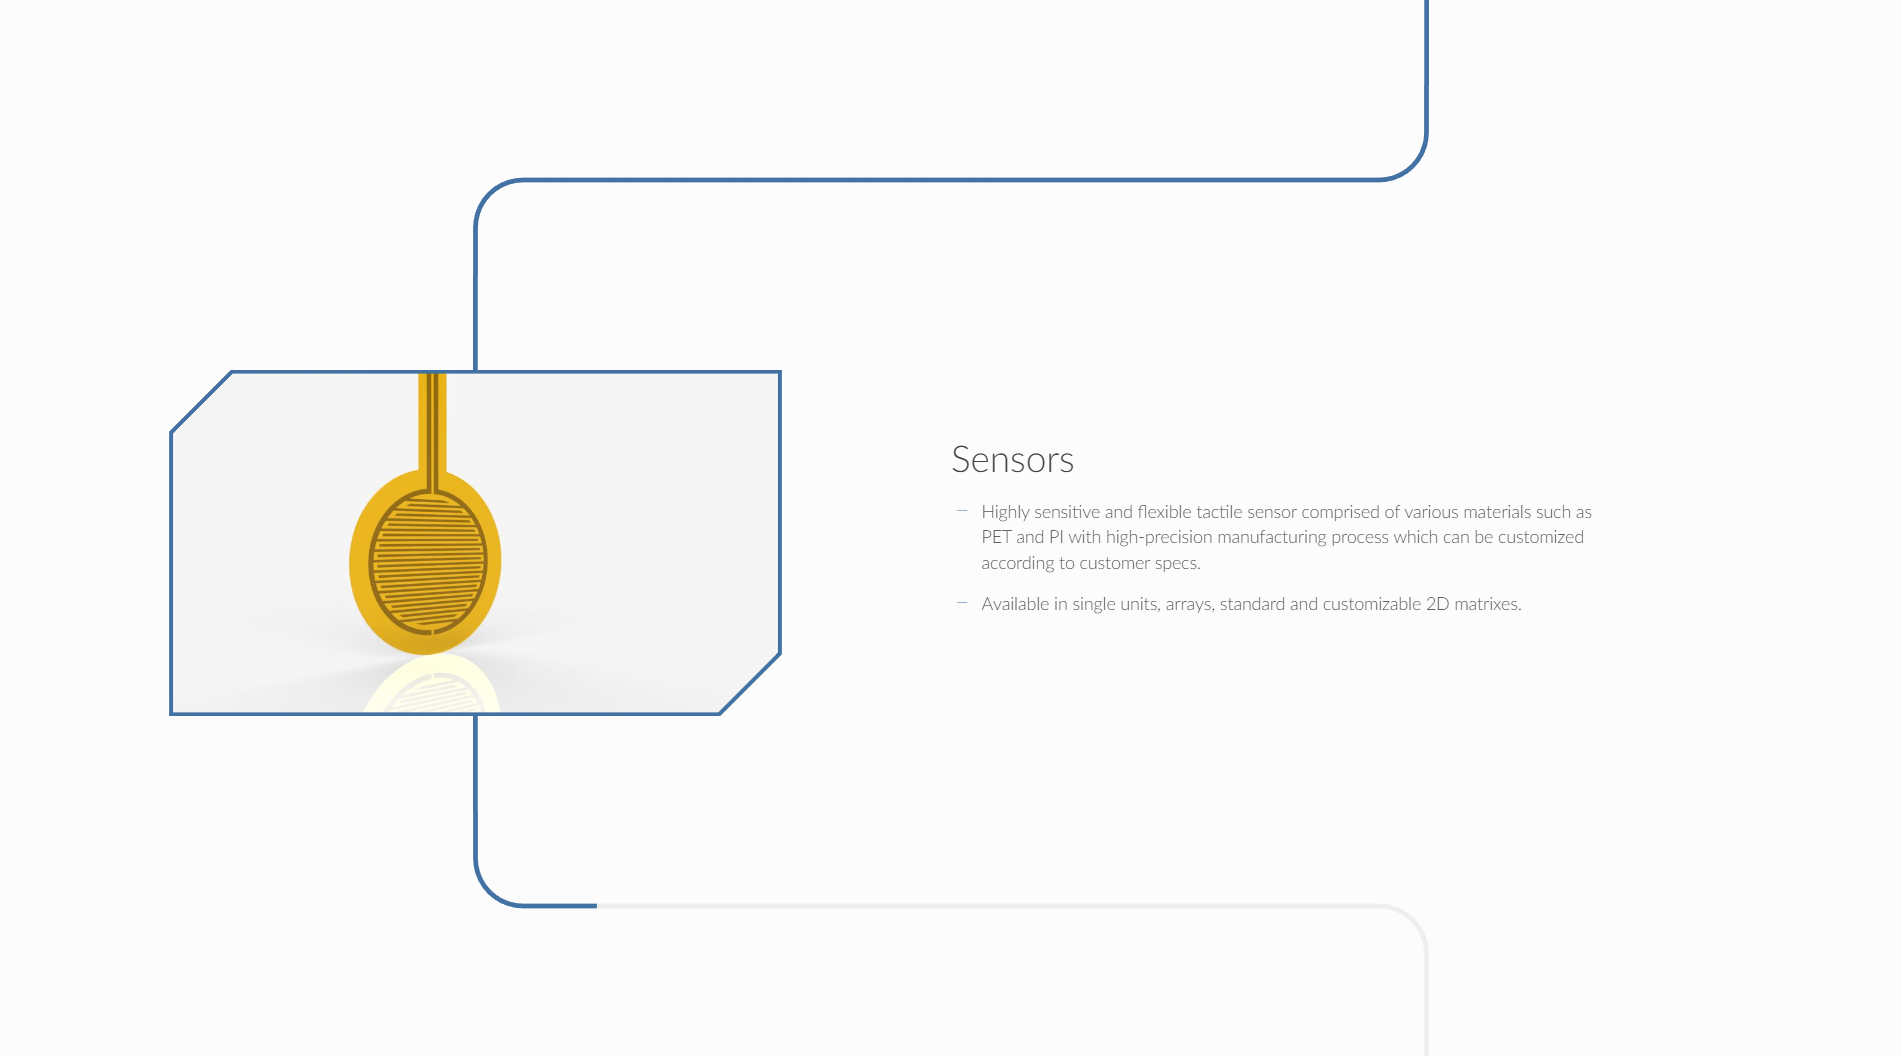 Sensors
– Highly sensitive and flexible tactile sensor comprised of various materials such as
PET and PI with high-precision manufacturing process which can be customized
according to customer specs.
– Available in single units, arrays, standard and customizable 2D matrixes.